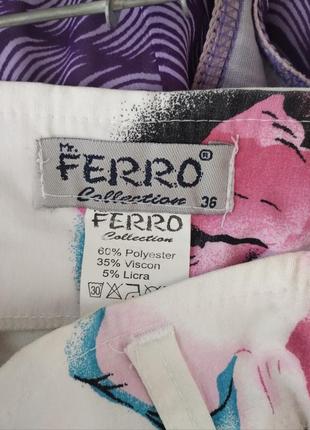 Mr.
FERRO®
Collection 36
FERRO
Collection
60% Polyester
35% Viscon
5% Licra
30